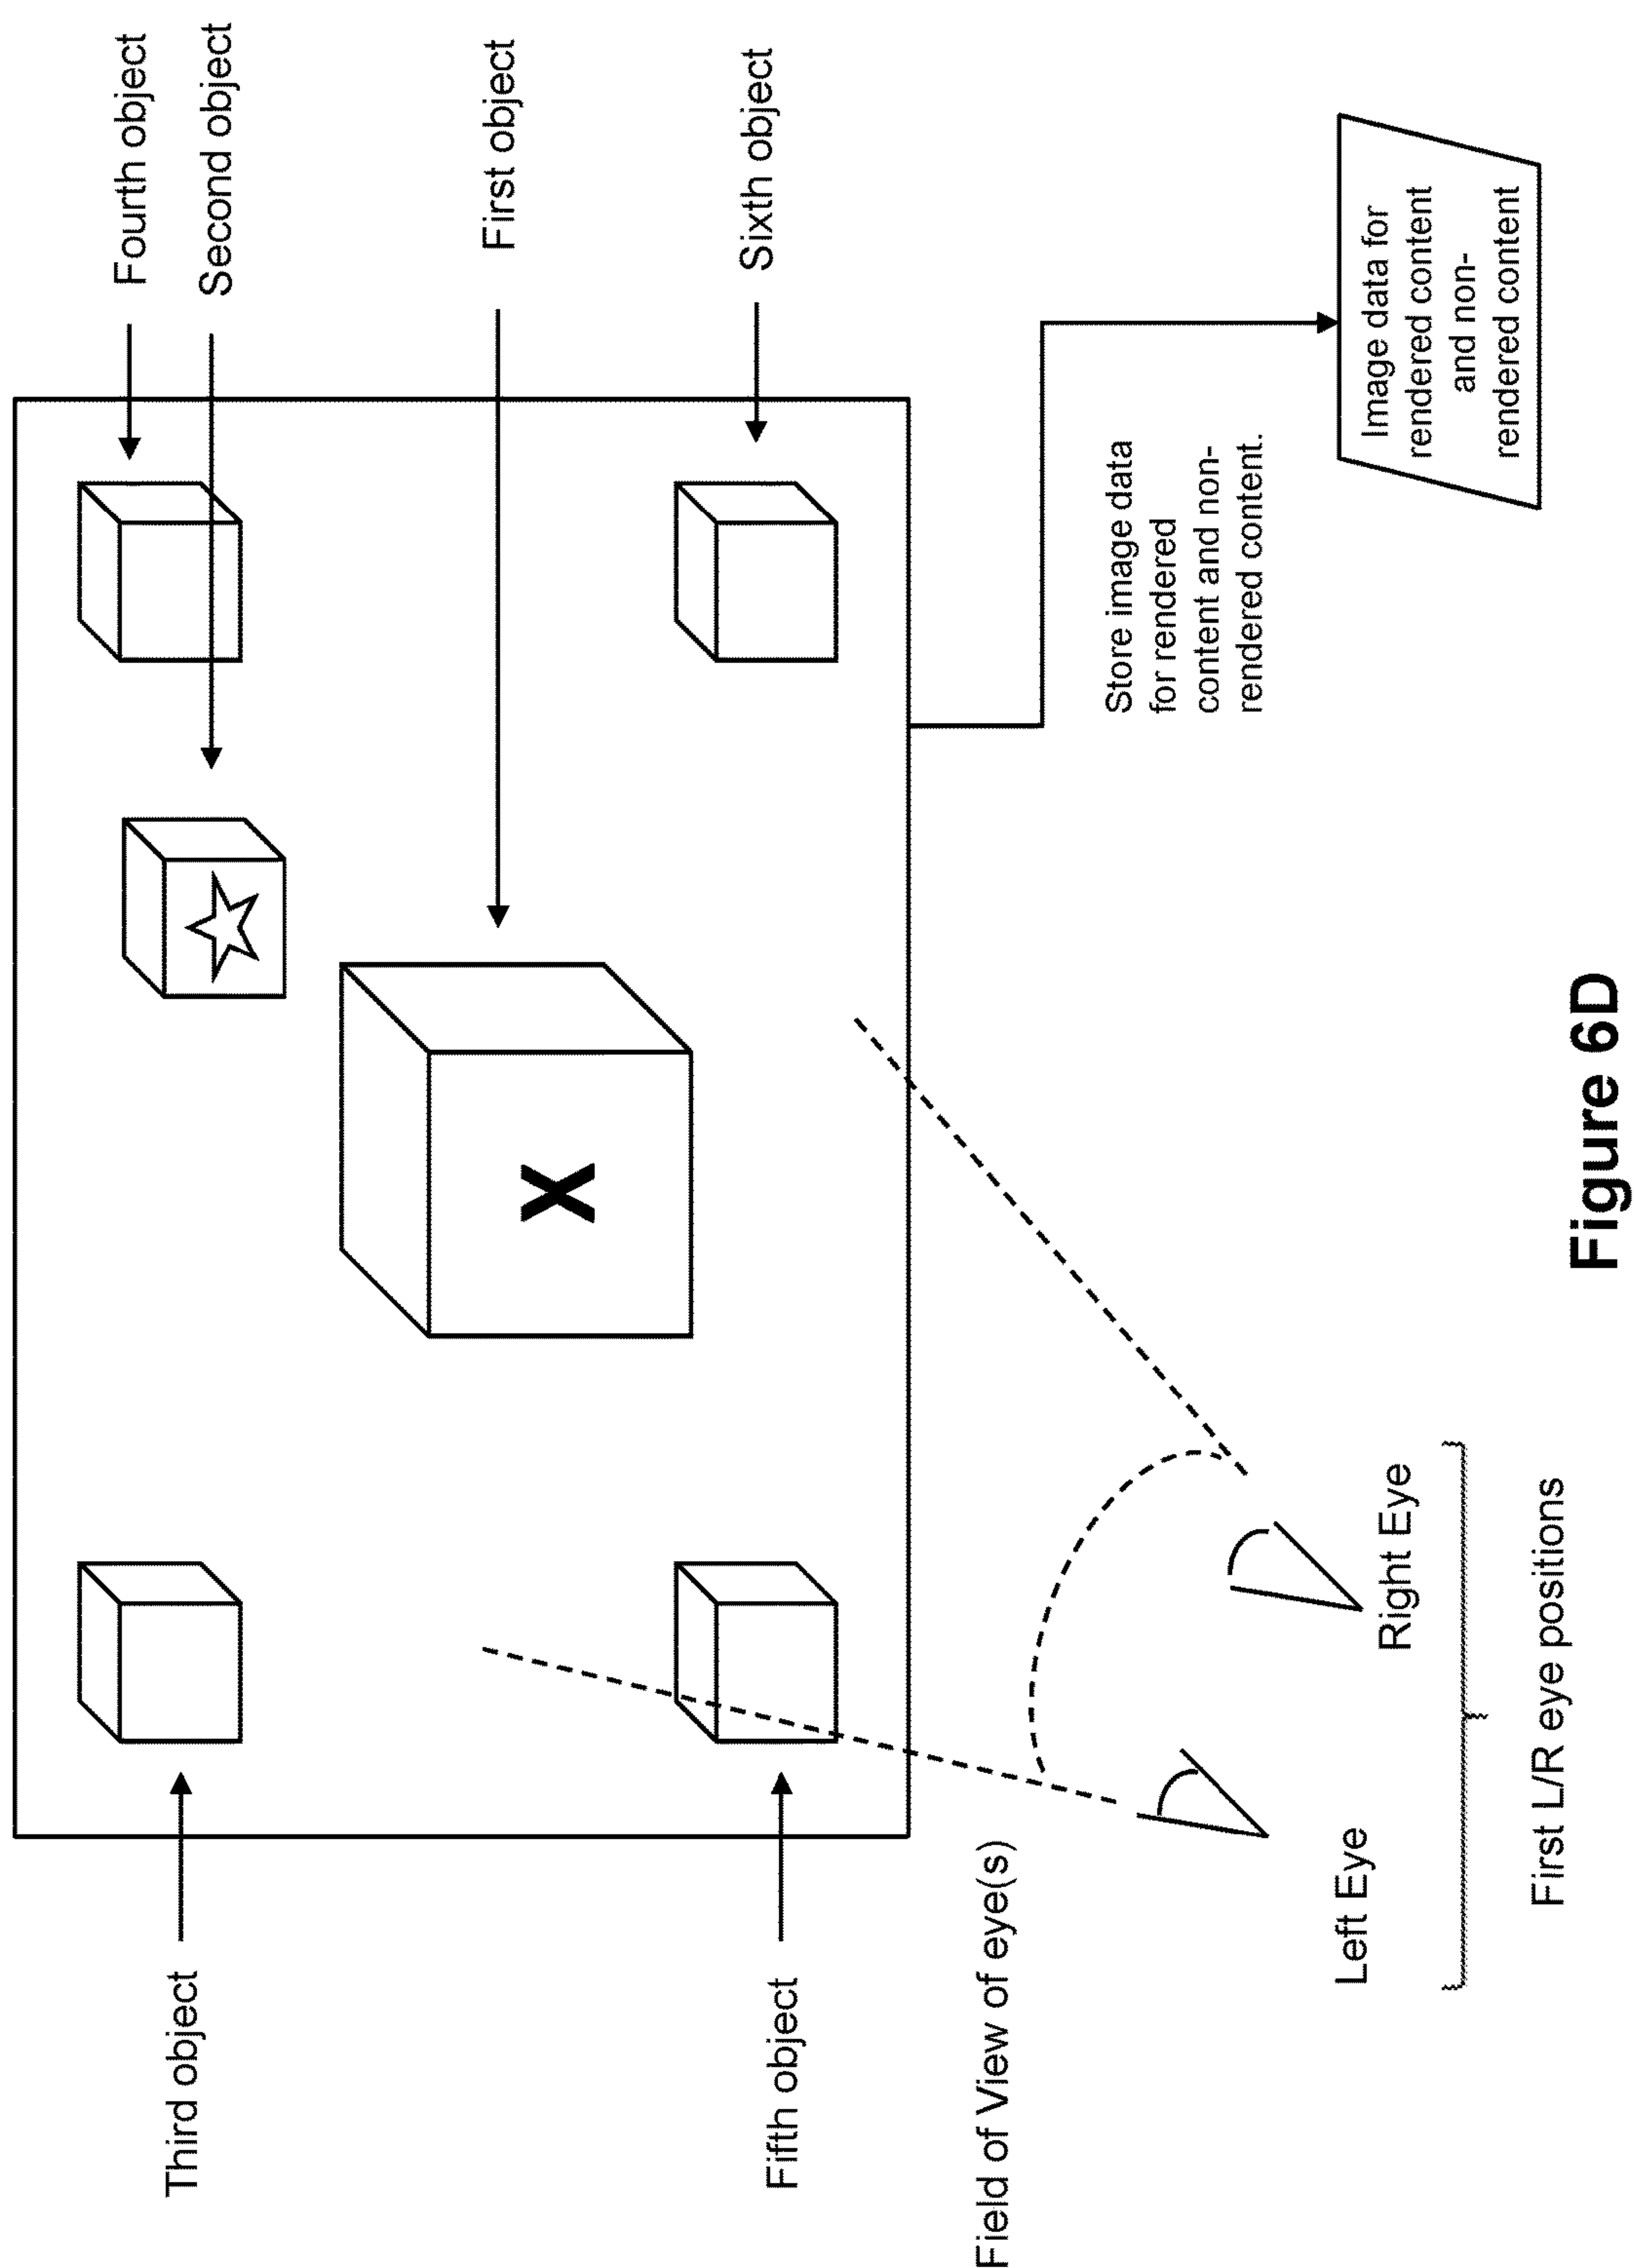 Fourth object
Second object
Third object
First object
Fifth object
Sixth object
Field of View of eye(s)
Store image data
for rendered
content and non-
rendered content.
Left Eye
Right Eye
Image data for
rendered content
and non-
rendered content
X
First L/R eye positions
Figure 6D